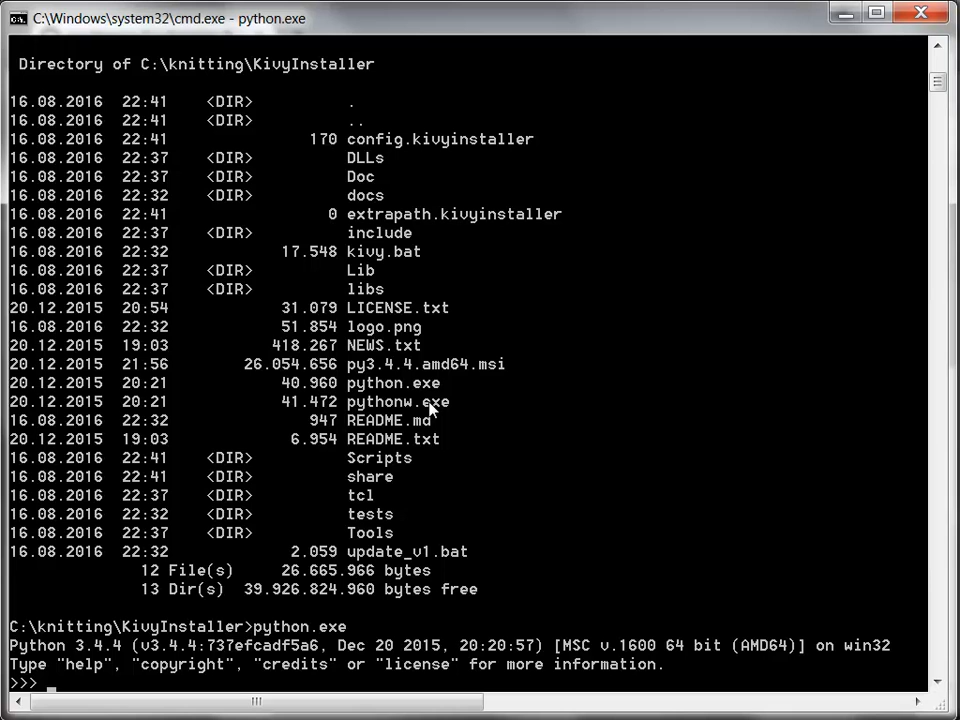 C:\Windows\system32\cmd.exe - python.exe
Directory of C:\knitting\KivyInstaller
16.08.2016  22:41    <DIR>          .
16.08.2016  22:41    <DIR>          ..
16.08.2016  22:41               170 config.kivyinstaller
16.08.2016  22:37    <DIR>          DLLs
16.08.2016  22:37    <DIR>          Doc
16.08.2016  22:32    <DIR>          docs
16.08.2016  22:41                 0 extrapath.kivyinstaller
16.08.2016  22:37    <DIR>          include
16.08.2016  22:32            17.548 kivy.bat
16.08.2016  22:37    <DIR>          Lib
16.08.2016  22:37    <DIR>          libs
20.12.2015  20:54            31.079 LICENSE.txt
16.08.2016  22:32            51.854 logo.png
20.12.2015  19:03           418.267 NEWS.txt
20.12.2015  21:56        26.054.656 py3.4.4.amd64.msi
20.12.2015  20:21            40.960 python.exe
20.12.2015  20:21            41.472 pythonw.exe
16.08.2016  22:32               947 README.md
20.12.2015  19:03             6.954 README.txt
16.08.2016  22:41    <DIR>          Scripts
16.08.2016  22:41    <DIR>          share
16.08.2016  22:37    <DIR>          tcl
16.08.2016  22:32    <DIR>          tests
16.08.2016  22:37    <DIR>          Tools
16.08.2016  22:32             2.059 update_v1.bat
12 File(s)     26.665.966 bytes
13 Dir(s)  39.926.824.960 bytes free
C:\knitting\KivyInstaller>python.exe
Python 3.4.4 (v3.4.4:737efcadf5a6, Dec 20 2015, 20:20:57) [MSC v.1600 64 bit (AMD64)] on win32
Type "help", "copyright", "credits" or "license" for more information.
>>> _